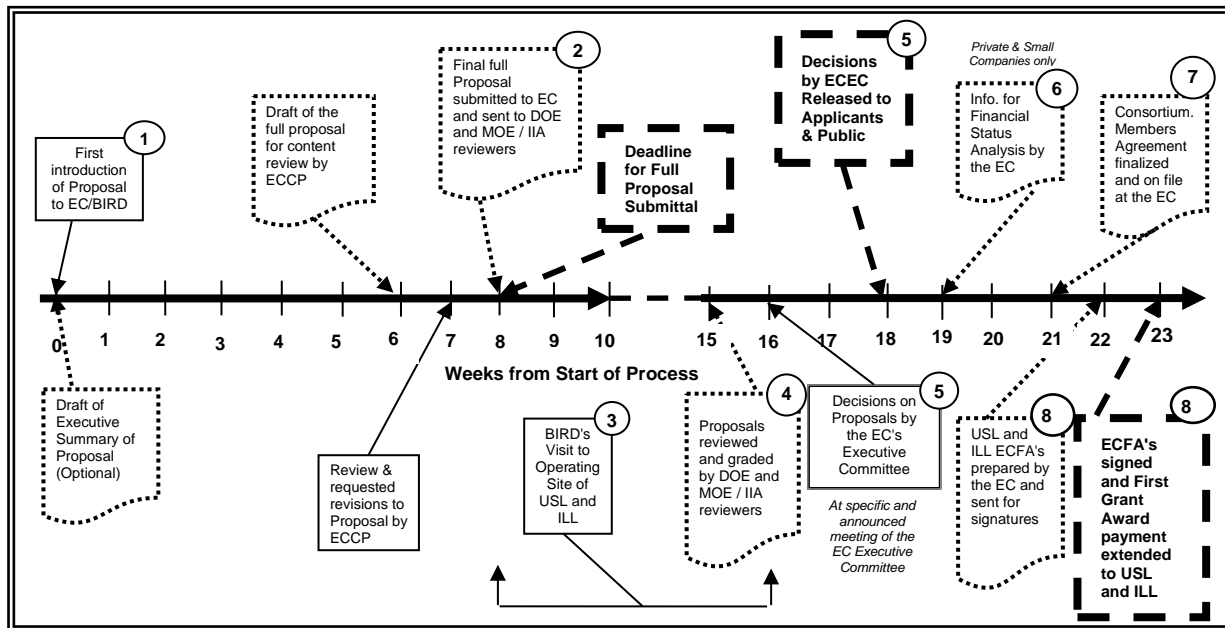 1
First
introduction
of Proposal
to EC/BIRD
Draft of the
full proposal
for content
review by
ECCP
2
Final full
Proposal
submitted to EC
and sent to DOE
and MOE / IIA
reviewers
Deadline
for Full
Proposal
Submittal
5
Decisions
by ECEC
Released to
Applicants
& Public
Private & Small
Companies only
6
Info. for
Financial
Status
Analysis by
the EC
7
Consortium.
Members
Agreement
finalized
and on file
at the EC
0 1 2 3 4 5 6 7 8 9 10 15 16 17 18 19 20 21 22 23
Weeks from Start of Process
Draft of
Executive
Summary of
Proposal
(Optional)
Review &
requested
revisions to
Proposal by
ECCP
3
BIRD's
Visit to
Operating
Site of
USL and
ILL
4
Proposals
reviewed
and graded
by DOE and
MOE / IIA
reviewers
5
Decisions on
Proposals by
the EC's
Executive
Committee
At specific and
announced
meeting of the
EC Executive
Committee
8
USL and
ILL ECFA's
prepared by
the EC and
sent for
signatures
8
ECFA's
signed
and First
Grant
Award
payment
extended
to USL
and ILL